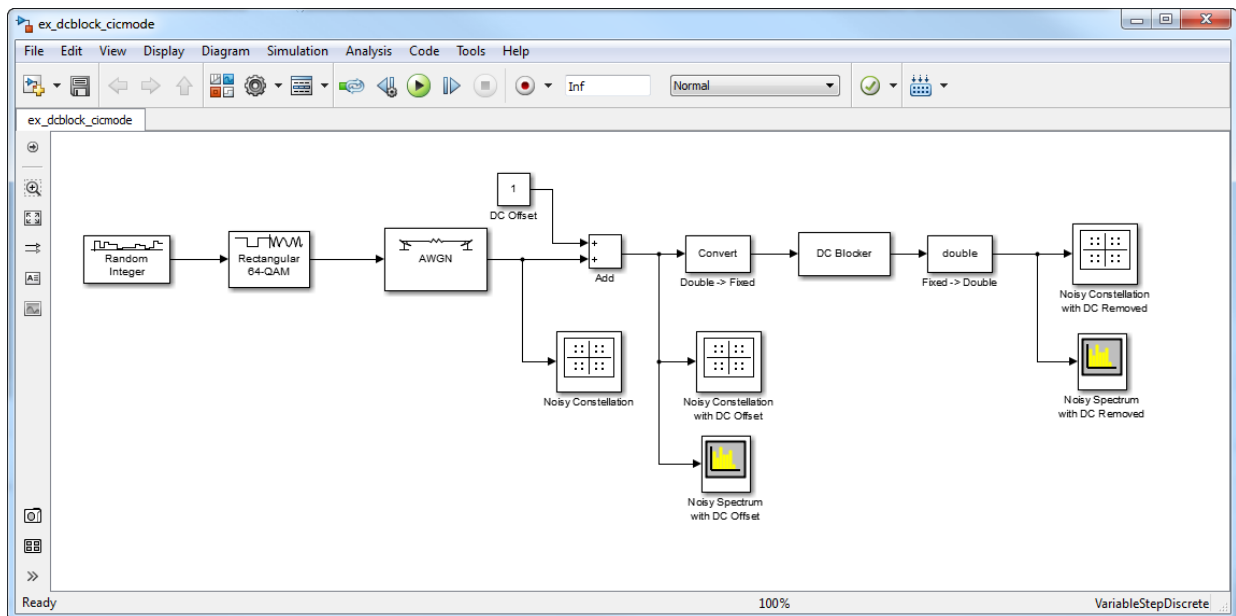 ex_dcblock_cicmode
File Edit View Display Diagram Simulation Analysis Code Tools Help
Inf
Normal
ex_dcblock_cicmode
1
DC Offset
Random
Integer
Rectangular
64-QAM
AWGN
+
+
Add
Convert
Double -> Fixed
DC Blocker
double
Fixed -> Double
Noisy Constellation
with DC Removed
Noisy Constellation
Noisy Constellation
with DC Offset
Noisy Spectrum
with DC Removed
Noisy Spectrum
with DC Offset
Ready
100%
VariableStepDiscrete